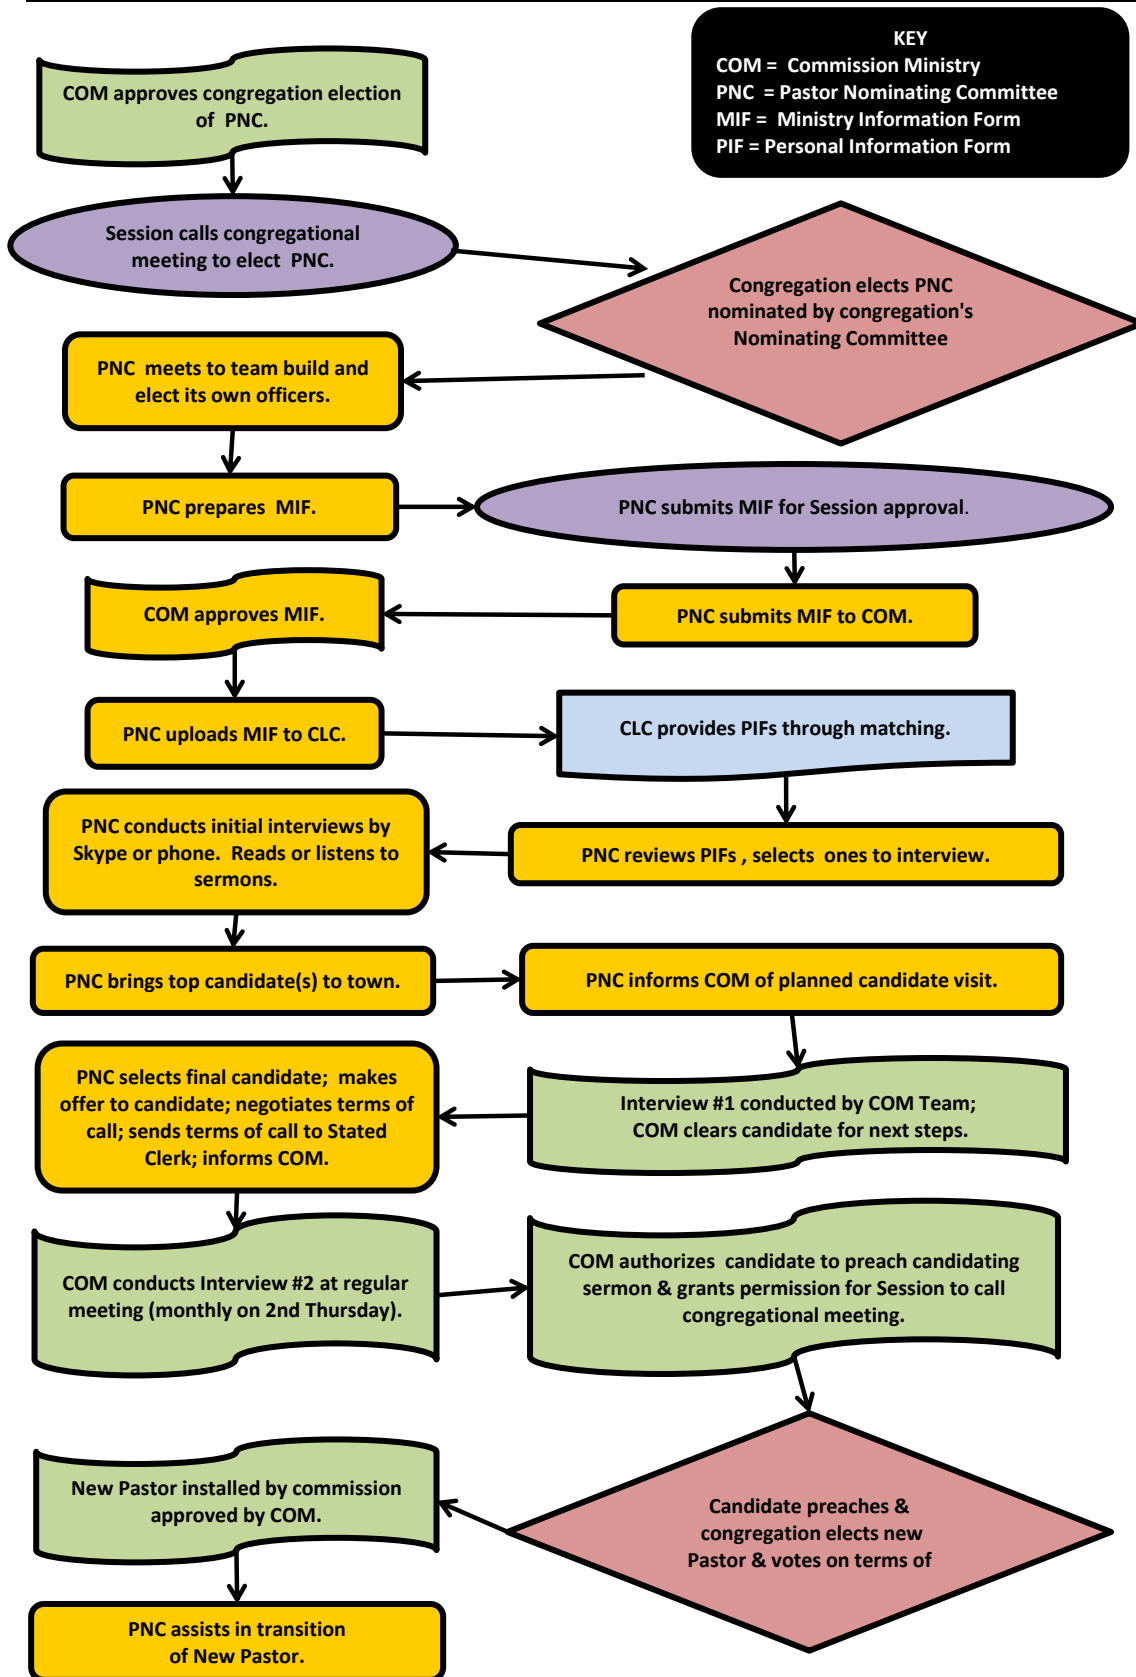 KEY
COM =  Commission Ministry
PNC  = Pastor Nominating Committee
MIF =  Ministry Information Form
PIF = Personal Information Form
COM approves congregation election
of  PNC.
Session calls congregational
meeting to elect  PNC.
Congregation elects PNC
nominated by congregation's
Nominating Committee
PNC  meets to team build and
elect its own officers.
PNC prepares  MIF.
PNC submits MIF for Session approval.
COM approves MIF.
PNC submits MIF to COM.
PNC uploads MIF to CLC.
CLC provides PIFs through matching.
PNC conducts initial interviews by
Skype or phone.  Reads or listens to
sermons.
PNC reviews PIFs , selects  ones to interview.
PNC brings top candidate(s) to town.
PNC informs COM of planned candidate visit.
PNC selects final candidate;  makes
offer to candidate; negotiates terms of
call; sends terms of call to Stated
Clerk; informs COM.
Interview #1 conducted by COM Team;
COM clears candidate for next steps.
COM conducts Interview #2 at regular
meeting (monthly on 2nd Thursday).
COM authorizes  candidate to preach candidating
sermon & grants permission for Session to call
congregational meeting.
New Pastor installed by commission
approved by COM.
Candidate preaches &
congregation elects new
Pastor & votes on terms of
PNC assists in transition
of New Pastor.